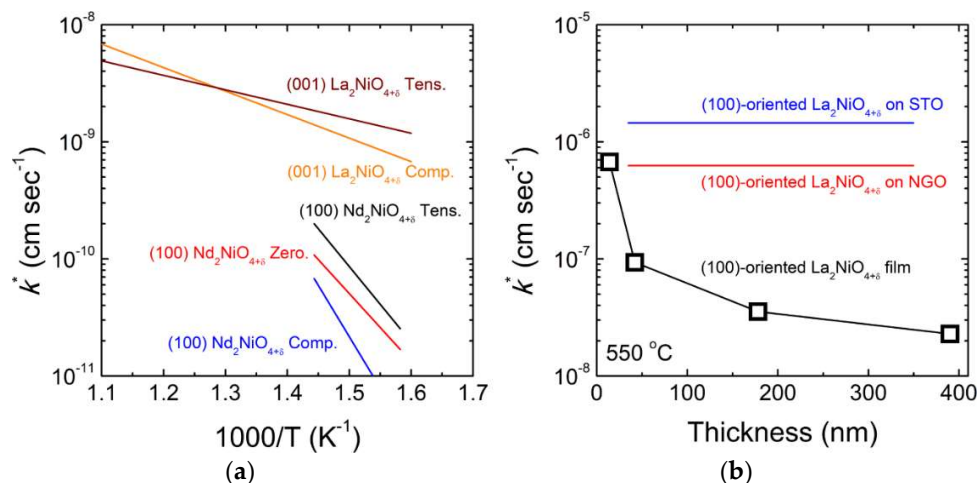 10⁻⁸
10⁻⁹
10⁻¹⁰
10⁻¹¹
k* (cm sec⁻¹)
(001) La₂NiO₄₊δ Tens.
(001) La₂NiO₄₊δ Comp.
(100) Nd₂NiO₄₊δ Tens.
(100) Nd₂NiO₄₊δ Zero.
(100) Nd₂NiO₄₊δ Comp.
1.1 1.2 1.3 1.4 1.5 1.6 1.7
1000/T (K⁻¹)
(a)
10⁻⁵
10⁻⁶
10⁻⁷
10⁻⁸
k* (cm sec⁻¹)
(100)-oriented La₂NiO₄₊δ on STO
(100)-oriented La₂NiO₄₊δ on NGO
(100)-oriented La₂NiO₄₊δ film
550 °C
0 100 200 300 400
Thickness (nm)
(b)